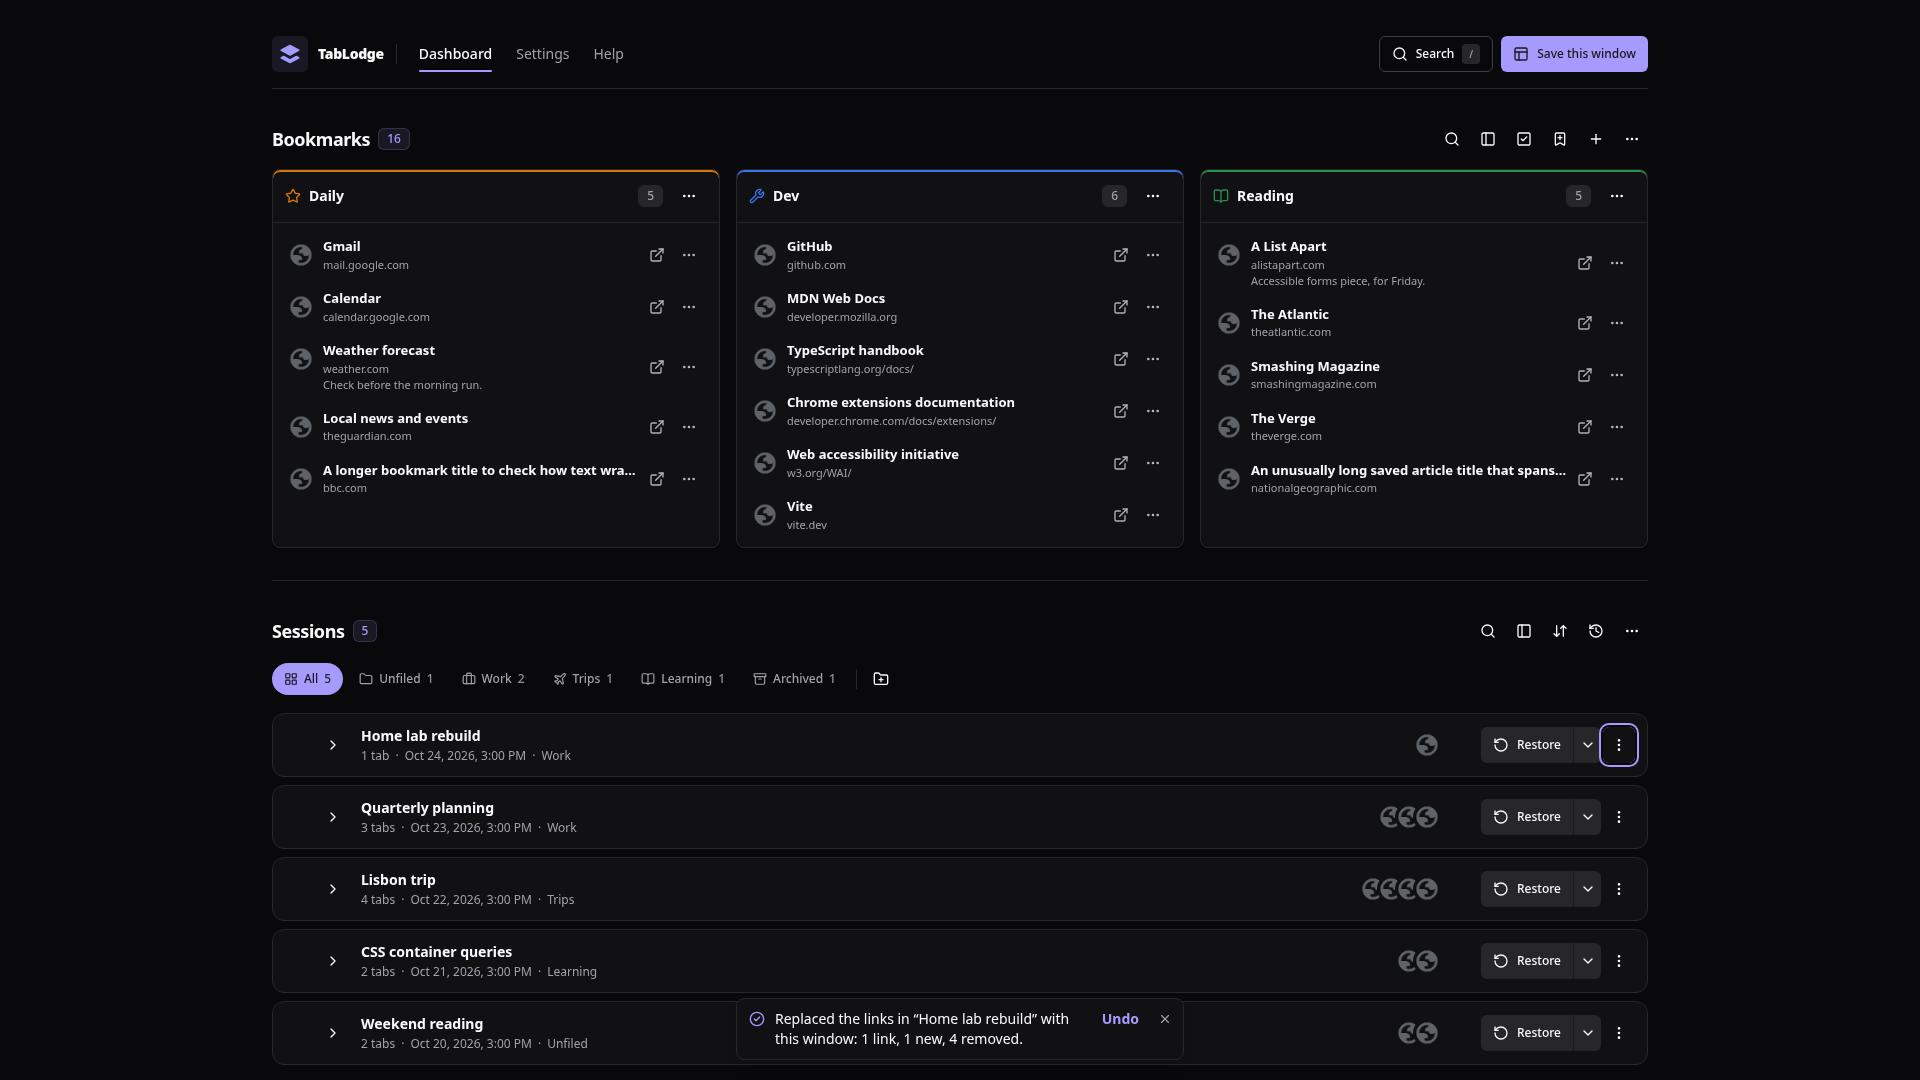 TabLodge
Dashboard
Settings
Help
Search /
Save this window
Bookmarks 16
Daily 5
Gmail
mail.google.com
Calendar
calendar.google.com
Weather forecast
weather.com
Check before the morning run.
Local news and events
theguardian.com
A longer bookmark title to check how text wra...
bbc.com
Dev 6
GitHub
github.com
MDN Web Docs
developer.mozilla.org
TypeScript handbook
typescriptlang.org/docs/
Chrome extensions documentation
developer.chrome.com/docs/extensions/
Web accessibility initiative
w3.org/WAI/
Vite
vite.dev
Reading 5
A List Apart
alistapart.com
Accessible forms piece, for Friday.
The Atlantic
theatlantic.com
Smashing Magazine
smashingmagazine.com
The Verge
theverge.com
An unusually long saved article title that spans...
nationalgeographic.com
Sessions 5
All 5
Unfiled 1
Work 2
Trips 1
Learning 1
Archived 1
Home lab rebuild
1 tab · Oct 24, 2026, 3:00 PM · Work
Restore
Quarterly planning
3 tabs · Oct 23, 2026, 3:00 PM · Work
Restore
Lisbon trip
4 tabs · Oct 22, 2026, 3:00 PM · Trips
Restore
CSS container queries
2 tabs · Oct 21, 2026, 3:00 PM · Learning
Restore
Weekend reading
2 tabs · Oct 20, 2026, 3:00 PM · Unfiled
Restore
Replaced the links in “Home lab rebuild” with
this window: 1 link, 1 new, 4 removed.
Undo